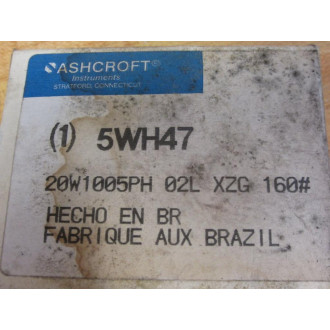 ASHCROFT®
Instruments
STRATFORD, CONNECTICUT
(1) 5WH47
20W1005PH 02L XZG 160#
HECHO EN BR
FABRIQUE AUX BRAZIL